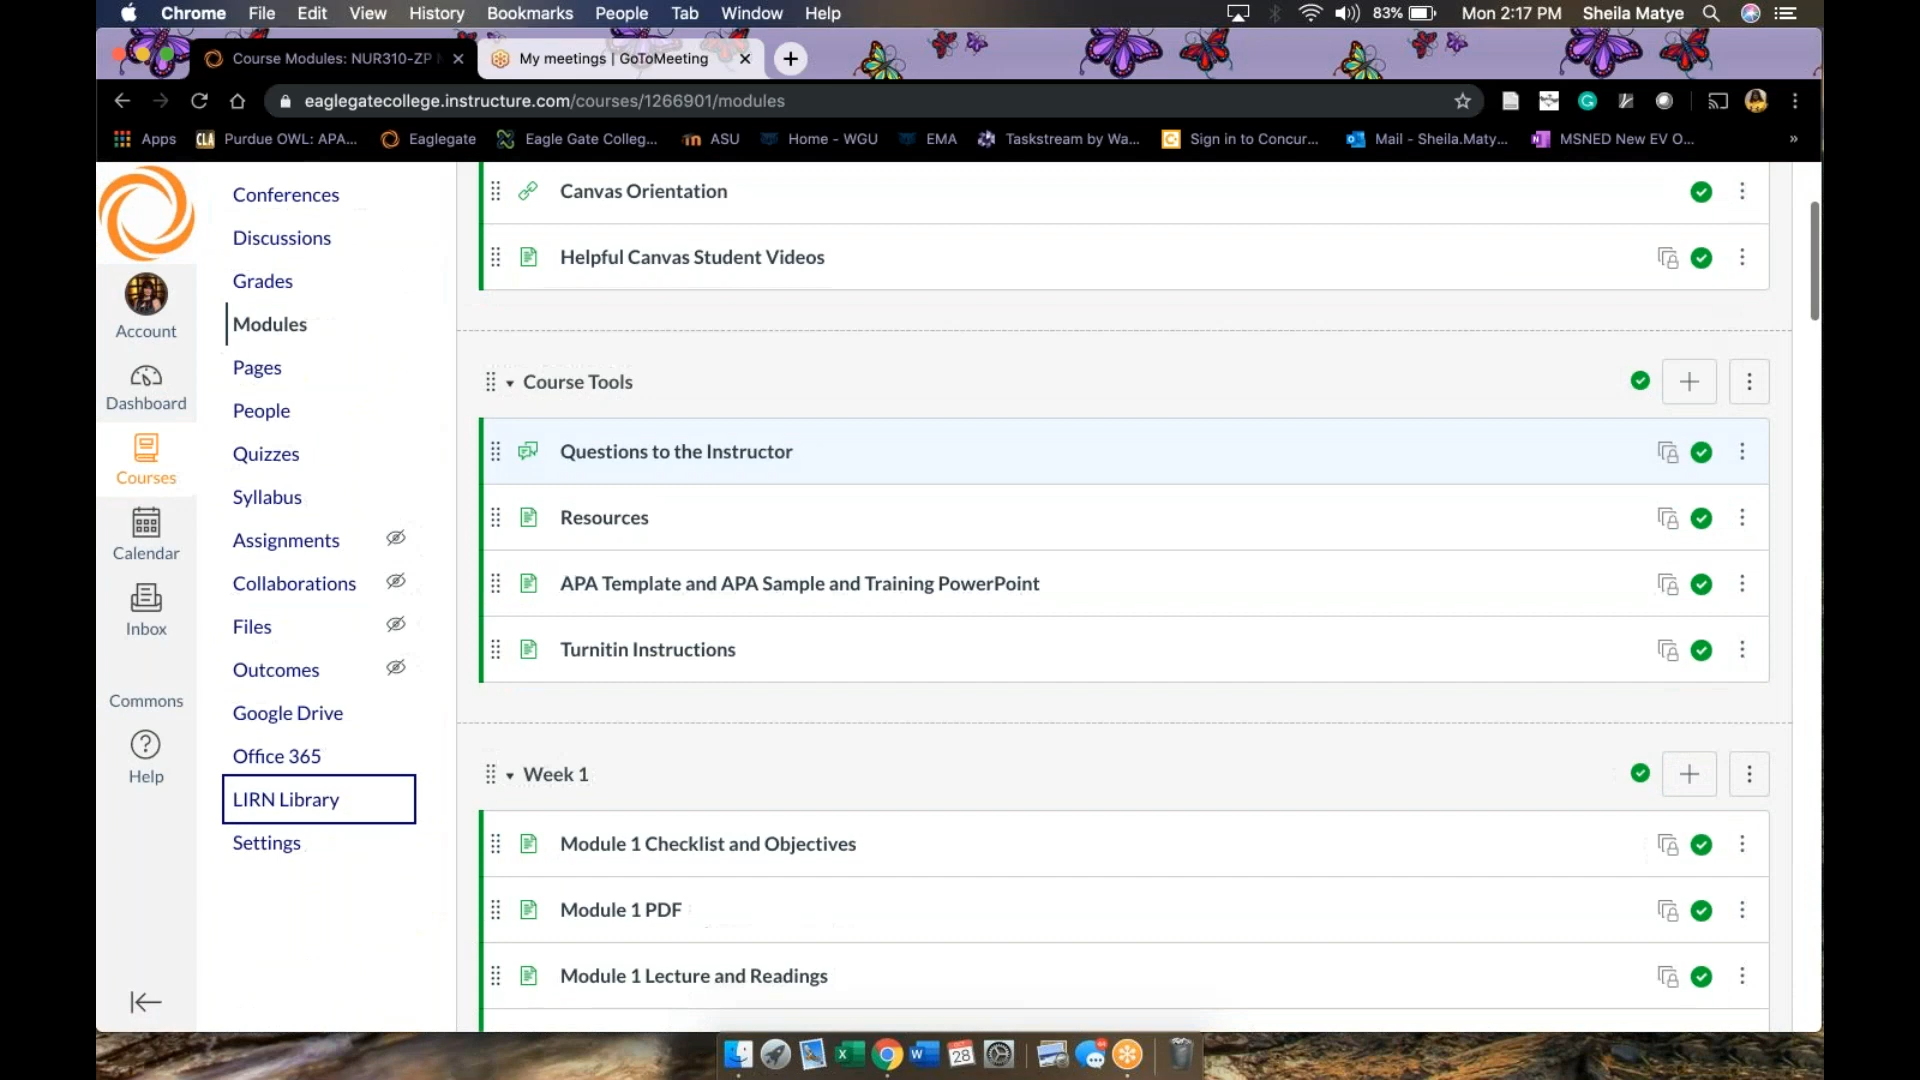 Chrome File Edit View History Bookmarks People Tab Window Help 83% Mon 2:17 PM Sheila Matye
Course Modules: NUR310-ZP My meetings | GoToMeeting
eaglegatecollege.instructure.com/courses/1266901/modules
Apps CLA Purdue OWL: APA... Eaglegate Eagle Gate Colleg... ASU Home - WGU EMA Taskstream by Wa... Sign in to Concur... Mail - Sheila.Maty... MSNED New EV O... »
Account
Dashboard
Courses
Calendar
Inbox
Commons
Help
Conferences
Discussions
Grades
Modules
Pages
People
Quizzes
Syllabus
Assignments
Collaborations
Files
Outcomes
Google Drive
Office 365
LIRN Library
Settings
Canvas Orientation
Helpful Canvas Student Videos
Course Tools
Questions to the Instructor
Resources
APA Template and APA Sample and Training PowerPoint
Turnitin Instructions
Week 1
Module 1 Checklist and Objectives
Module 1 PDF
Module 1 Lecture and Readings
OCT
28